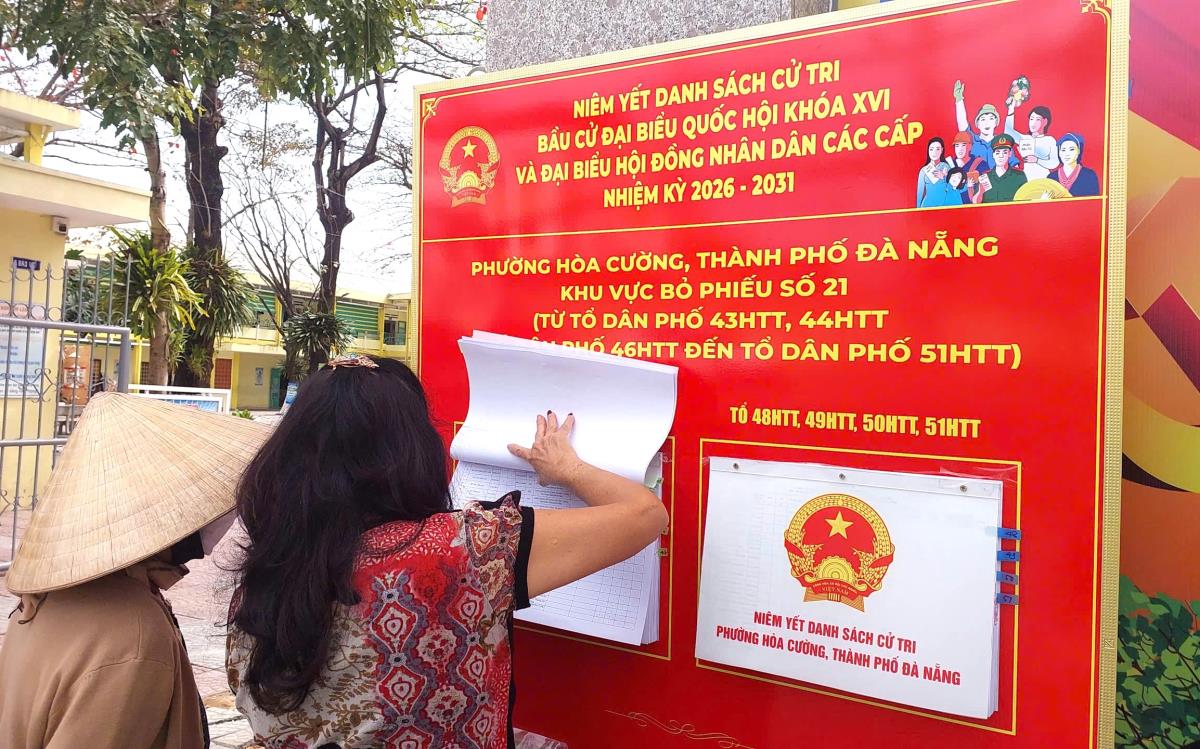 NIÊM YẾT DANH SÁCH CỬ TRI
BẦU CỬ ĐẠI BIỂU QUỐC HỘI KHÓA XVI
VÀ ĐẠI BIỂU HỘI ĐỒNG NHÂN DÂN CÁC CẤP
NHIỆM KỲ 2026 - 2031
PHƯỜNG HÒA CƯỜNG, THÀNH PHỐ ĐÀ NẴNG
KHU VỰC BỎ PHIẾU SỐ 21
(TỪ TỔ DÂN PHỐ 43HTT, 44HTT
PHỐ 46HTT ĐẾN TỔ DÂN PHỐ 51HTT)
TỔ 48HTT, 49HTT, 50HTT, 51HTT
VIỆT NAM
NIÊM YẾT DANH SÁCH CỬ TRI
PHƯỜNG HÒA CƯỜNG, THÀNH PHỐ ĐÀ NẴNG